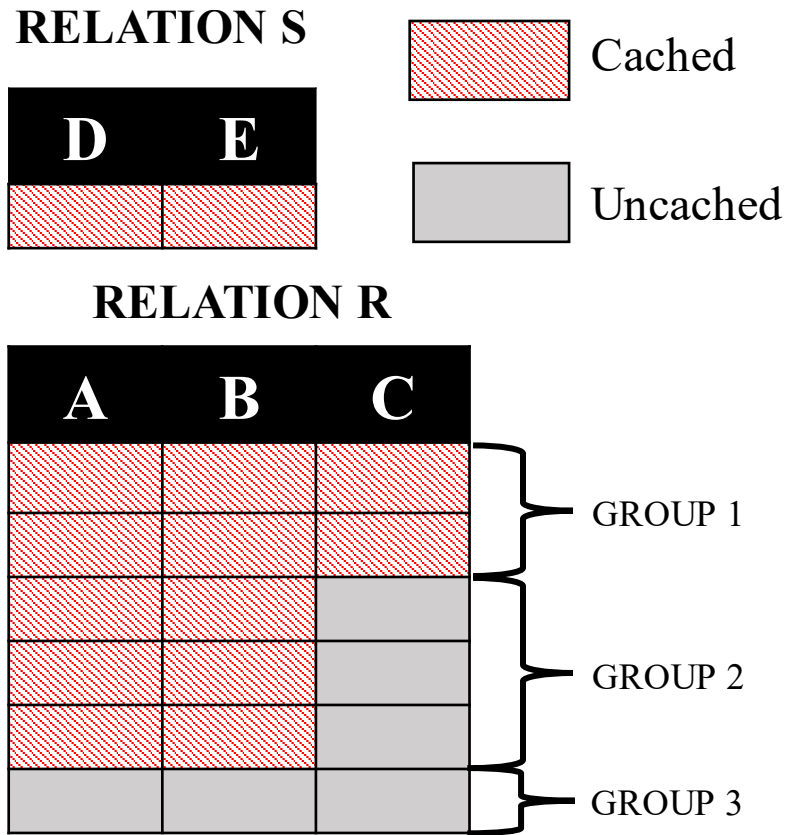 RELATION S
Cached
D E
Uncached
RELATION R
A B C
GROUP 1
GROUP 2
GROUP 3